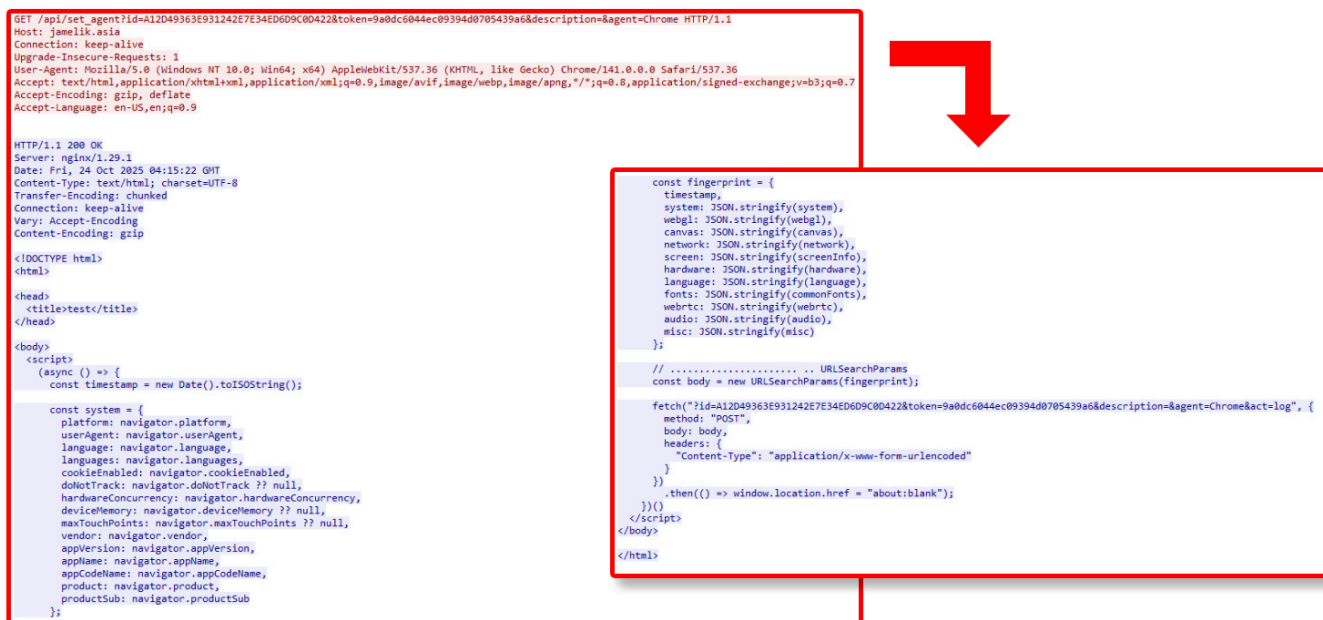 GET /api/set_agent?id=A12D49363E931242E7E34ED6D9C0D422&token=9a0dc6044ec09394d0705439a6&description=&agent=Chrome HTTP/1.1
Host: jamelik.asia
Connection: keep-alive
Upgrade-Insecure-Requests: 1
User-Agent: Mozilla/5.0 (Windows NT 10.0; Win64; x64) AppleWebKit/537.36 (KHTML, like Gecko) Chrome/141.0.0.0 Safari/537.36
Accept: text/html,application/xhtml+xml,application/xml;q=0.9,image/avif,image/webp,image/apng,*/*;q=0.8,application/signed-exchange;v=b3;q=0.7
Accept-Encoding: gzip, deflate
Accept-Language: en-US,en;q=0.9
HTTP/1.1 200 OK
Server: nginx/1.29.1
Date: Fri, 24 Oct 2025 04:15:22 GMT
Content-Type: text/html; charset=UTF-8
Transfer-Encoding: chunked
Connection: keep-alive
Vary: Accept-Encoding
Content-Encoding: gzip
<!DOCTYPE html>
<html>
<head>
<title>test</title>
</head>
<body>
<script>
(async () => {
const timestamp = new Date().toISOString();
const system = {
platform: navigator.platform,
userAgent: navigator.userAgent,
language: navigator.language,
languages: navigator.languages,
cookieEnabled: navigator.cookieEnabled,
doNotTrack: navigator.doNotTrack ?? null,
hardwareConcurrency: navigator.hardwareConcurrency,
deviceMemory: navigator.deviceMemory ?? null,
maxTouchPoints: navigator.maxTouchPoints ?? null,
vendor: navigator.vendor,
appVersion: navigator.appVersion,
appName: navigator.appName,
appCodeName: navigator.appCodeName,
product: navigator.product,
productSub: navigator.productSub
};
const fingerprint = {
timestamp,
system: JSON.stringify(system),
webgl: JSON.stringify(webgl),
canvas: JSON.stringify(canvas),
network: JSON.stringify(network),
screen: JSON.stringify(screenInfo),
hardware: JSON.stringify(hardware),
language: JSON.stringify(language),
fonts: JSON.stringify(commonFonts),
webrtc: JSON.stringify(webrtc),
audio: JSON.stringify(audio),
misc: JSON.stringify(misc)
};
// ...................... .. URLSearchParams
const body = new URLSearchParams(fingerprint);
fetch("?id=A12D49363E931242E7E34ED6D9C0D422&token=9a0dc6044ec09394d0705439a6&description=&agent=Chrome&act=log", {
method: "POST",
body: body,
headers: {
"Content-Type": "application/x-www-form-urlencoded"
}
})
.then(() => window.location.href = "about:blank");
})()
</script>
</body>
</html>